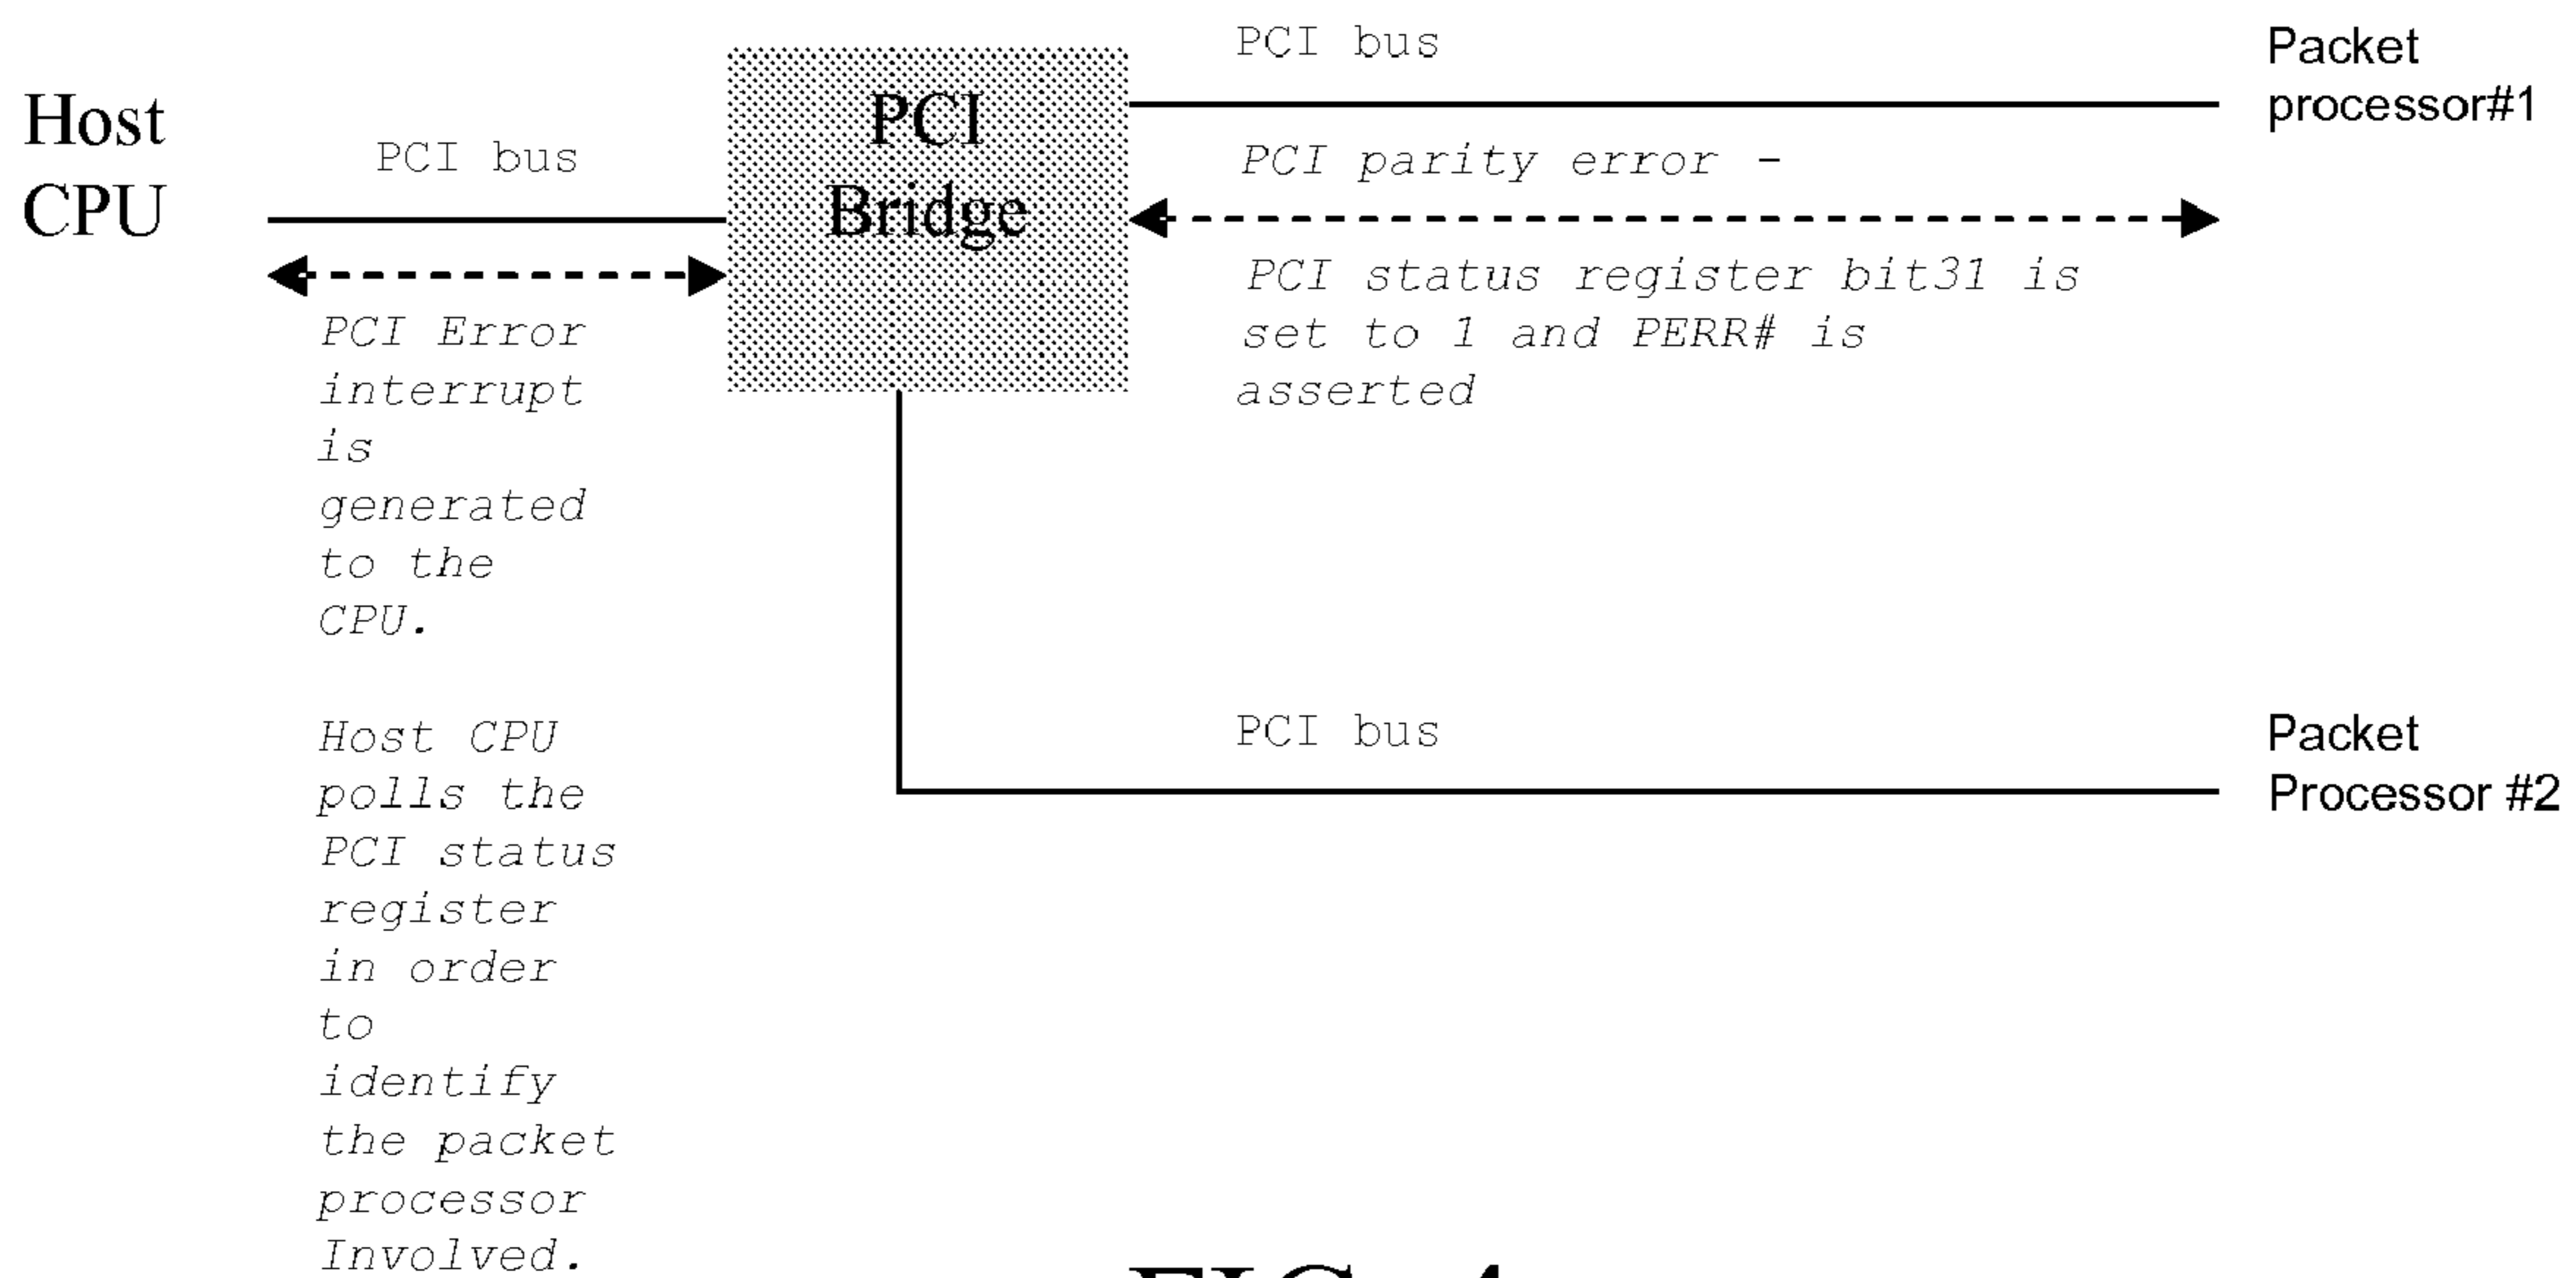 Host
CPU
PCI bus
PCI Error
interrupt
is
generated
to the
CPU.
Host CPU
polls the
PCI status
register
in order
to
identify
the packet
processor
Involved.
PCI
Bridge
PCI bus
PCI parity error -
PCI status register bit31 is
set to 1 and PERR# is
asserted
Packet
processor#1
PCI bus
Packet
Processor #2